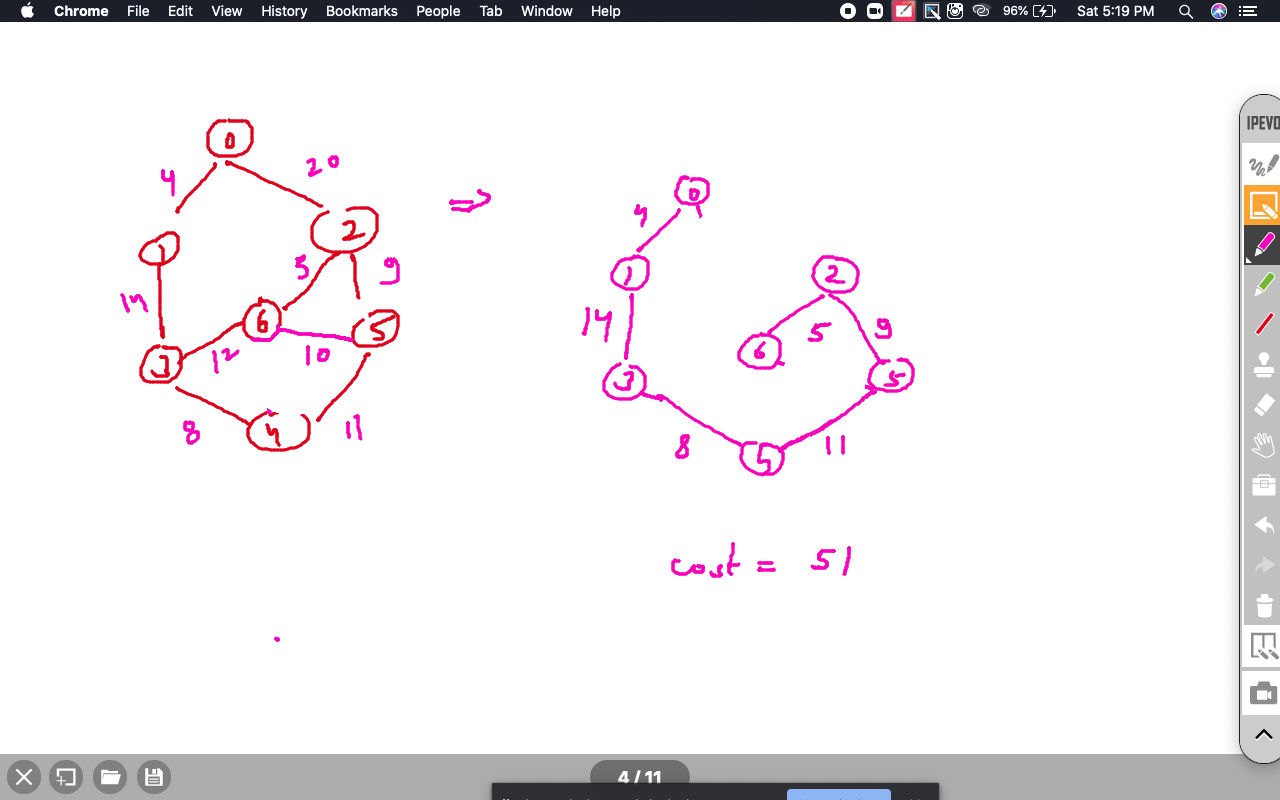 Chrome File Edit View History Bookmarks People Tab Window Help 96% Sat 5:19 PM
IPEVO
0
4 20
1 2
5 9
14 6 5
3 12 10
8 4 11
⇒
0
4
1 2
14 5 9
3 6 5
8 5 11
cost = 51
4 / 11